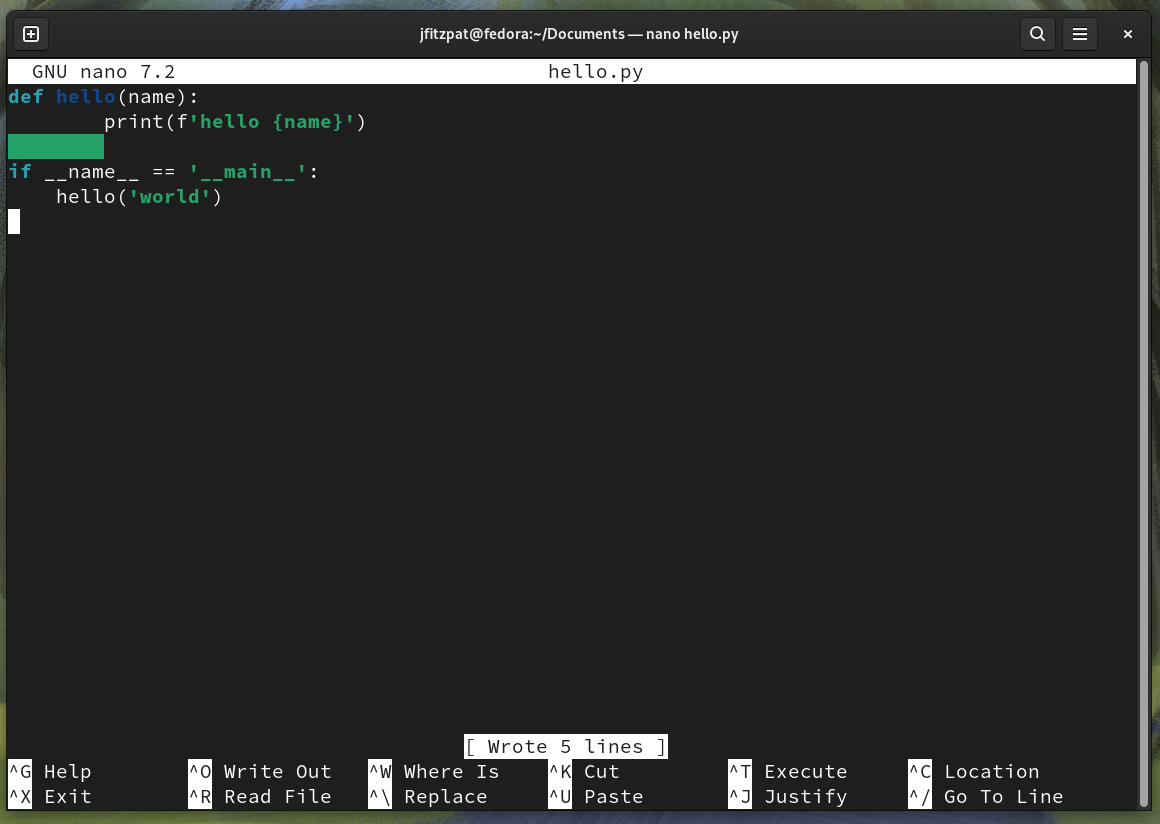 jfitzpat@fedora:~/Documents — nano hello.py
GNU nano 7.2 hello.py
def hello(name):
        print(f'hello {name}')
if __name__ == '__main__':
    hello('world')
[ Wrote 5 lines ]
^G Help ^O Write Out ^W Where Is ^K Cut ^T Execute ^C Location
^X Exit ^R Read File ^\ Replace ^U Paste ^J Justify ^/ Go To Line